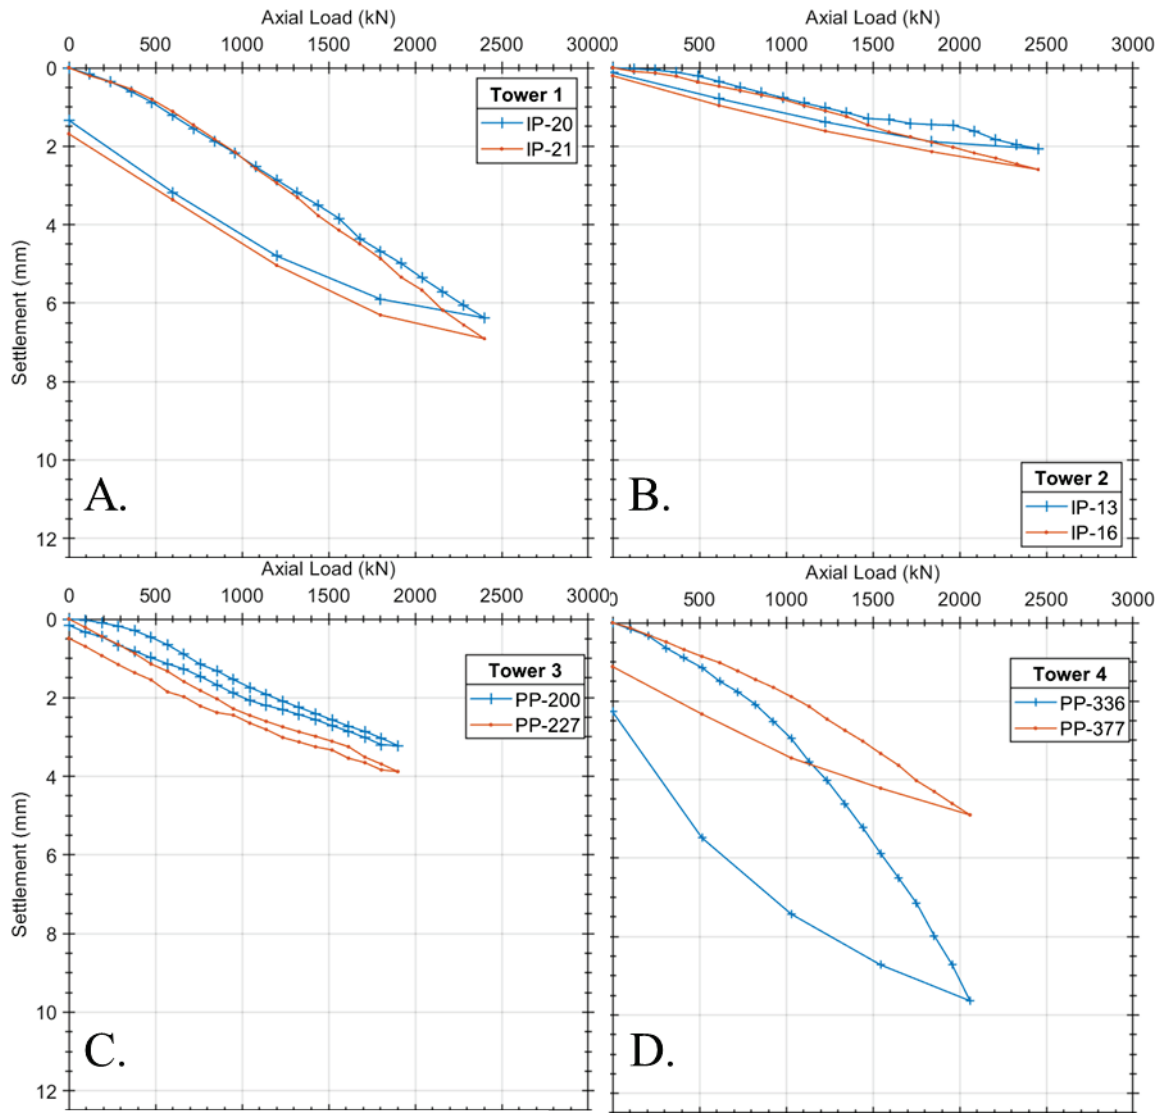 Axial Load (kN)
Axial Load (kN)
0 500 1000 1500 2000 2500 3000
0 500 1000 1500 2000 2500 3000
0
2
4
6
8
10
12
Settlement (mm)
Tower 1
IP-20
IP-21
A.
Tower 2
IP-13
IP-16
B.
Axial Load (kN)
Axial Load (kN)
0 500 1000 1500 2000 2500 3000
0 500 1000 1500 2000 2500 3000
0
2
4
6
8
10
12
Settlement (mm)
Tower 3
PP-200
PP-227
C.
Tower 4
PP-336
PP-377
D.